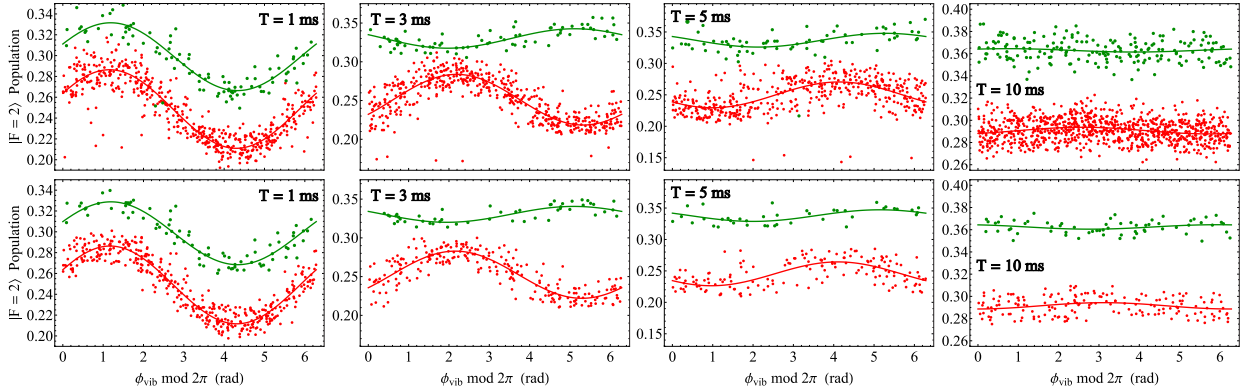 |F = 2⟩ Population
0.34
0.32
0.30
0.28
0.26
0.24
0.22
0.20
T = 1 ms
0.35
0.30
0.25
0.20
T = 3 ms
0.35
0.30
0.25
0.20
0.15
T = 5 ms
0.40
0.38
0.36
0.34
0.32
0.30
0.28
0.26
T = 10 ms
|F = 2⟩ Population
0.34
0.32
0.30
0.28
0.26
0.24
0.22
0.20
T = 1 ms
0.35
0.30
0.25
0.20
T = 3 ms
0.35
0.30
0.25
0.20
0.15
T = 5 ms
0.40
0.38
0.36
0.34
0.32
0.30
0.28
0.26
T = 10 ms
0 1 2 3 4 5 6
0 1 2 3 4 5 6
0 1 2 3 4 5 6
0 1 2 3 4 5 6
ϕvib mod 2π (rad)
ϕvib mod 2π (rad)
ϕvib mod 2π (rad)
ϕvib mod 2π (rad)